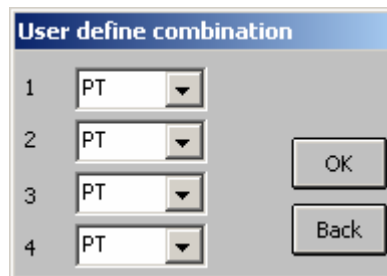 User define combination
1 PT
2 PT
OK
3 PT
Back
4 PT